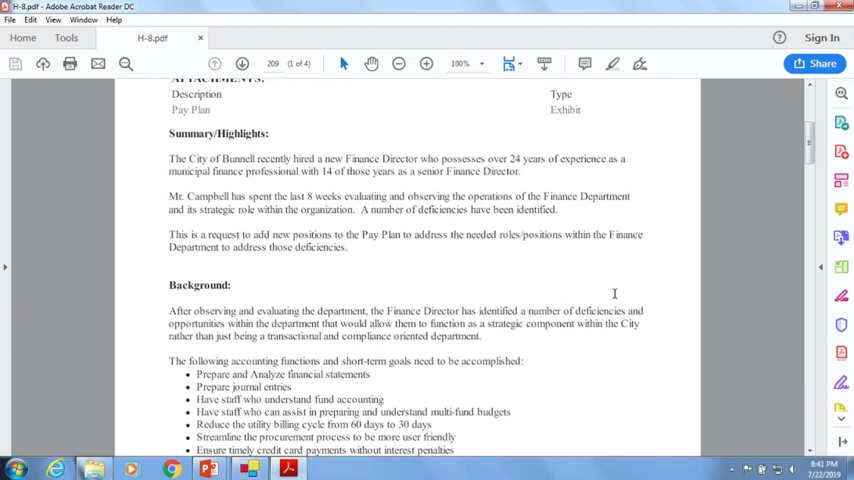 H-8.pdf - Adobe Acrobat Reader DC
File Edit View Window Help
Home Tools H-8.pdf × Sign In
209 (1 of 4) 100% Share
ATTACHMENTS:
Description Type
Pay Plan Exhibit
Summary/Highlights:
The City of Bunnell recently hired a new Finance Director who possesses over 24 years of experience as a
municipal finance professional with 14 of those years as a senior Finance Director.
Mr. Campbell has spent the last 8 weeks evaluating and observing the operations of the Finance Department
and its strategic role within the organization. A number of deficiencies have been identified.
This is a request to add new positions to the Pay Plan to address the needed roles/positions within the Finance
Department to address those deficiencies.
Background:
After observing and evaluating the department, the Finance Director has identified a number of deficiencies and
opportunities within the department that would allow them to function as a strategic component within the City
rather than just being a transactional and compliance oriented department.
The following accounting functions and short-term goals need to be accomplished:
• Prepare and Analyze financial statements
• Prepare journal entries
• Have staff who understand fund accounting
• Have staff who can assist in preparing and understand multi-fund budgets
• Reduce the utility billing cycle from 60 days to 30 days
• Streamline the procurement process to be more user friendly
• Ensure timely credit card payments without interest penalties
8:41 PM
7/22/2019